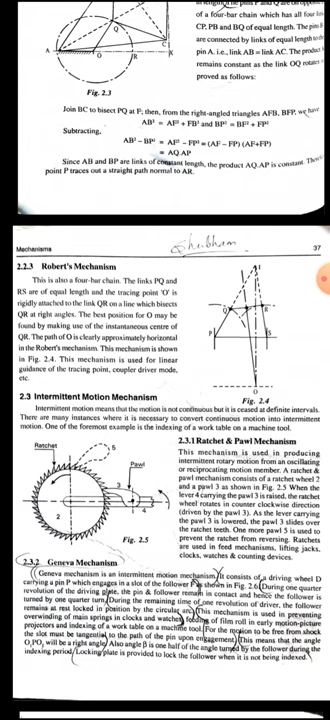 of a four-bar chain which has all four
CP, PB and BQ of equal length. The pins
are connected by links of equal length to the
pin A. i.e., link AB = link AC. The product
remains constant as the link OQ rotates
proved as follows:
A O R C Q
Fig. 2.3
Join BC to bisect PQ at F; then, from the right-angled triangles AFB, BFP, we have
AB² = AF² + FB² and BP² = BF² + FP²
Subtracting,
AB² – BP² = AF² – FP² = (AF – FP) (AF+FP)
= AQ.AP
Since AB and BP are links of constant length, the product AQ.AP is constant.
point P traces out a straight path normal to AR.
Mechanisms
Shubham
37
2.2.3 Robert's Mechanism
This is also a four-bar chain. The links PQ and
RS are of equal length and the tracing point 'O' is
rigidly attached to the link QR on a line which bisects
QR at right angles. The best position for O may be
found by making use of the instantaneous centre of
QR. The path of O is clearly approximately horizontal
in the Robert's mechanism. This mechanism is shown
in Fig. 2.4. This mechanism is used for linear
guidance of the tracing point, coupler driver mode,
etc.
I
Q R
P S
O
Fig. 2.4
2.3 Intermittent Motion Mechanism
Intermittent motion means that the motion is not continuous but it is ceased at definite intervals.
There are many instances where it is necessary to convert continuous motion into intermittent
motion. One of the foremost example is the indexing of a work table on a machine tool.
Ratchet
Pawl
5
3
2
4
Fig. 2.5
2.3.1 Ratchet & Pawl Mechanism
This mechanism is used in producing
intermittent rotary motion from an oscillating
or reciprocating motion member. A ratchet &
pawl mechanism consists of a ratchet wheel 2
and a pawl 3 as shown in Fig. 2.5 When the
lever 4 carrying the pawl 3 is raised, the ratchet
wheel rotates in counter clockwise direction
(driven by the pawl 3). As the lever carrying
the pawl 3 is lowered, the pawl 3 slides over
the ratchet teeth. One more pawl 5 is used to
prevent the ratchet from reversing. Ratchets
are used in feed mechanisms, lifting jacks,
clocks, watches & counting devices.
2.3.2 Geneva Mechanism
Geneva mechanism is an intermittent motion mechanism. It consists of a driving wheel D
carrying a pin P which engages in a slot of the follower F as shown in Fig. 2.6. During one quarter
revolution of the driving plate, the pin & follower remain in contact and hence the follower is
turned by one quarter turn. During the remaining time of one revolution of driver, the follower
remains at rest locked in position by the circular arc. This mechanism is used in preventing
overwinding of main springs in clocks and watches, feeding of film roll in early motion-picture
projectors and indexing of a work table on a machine tool. For the motion to be free from shock
the slot must be tangential to the path of the pin upon engagement. This means that the angle
O₁PO₂ will be a right angle. Also angle β is one half of the angle turned by the follower during the
indexing period. Locking plate is provided to lock the follower when it is not being indexed.